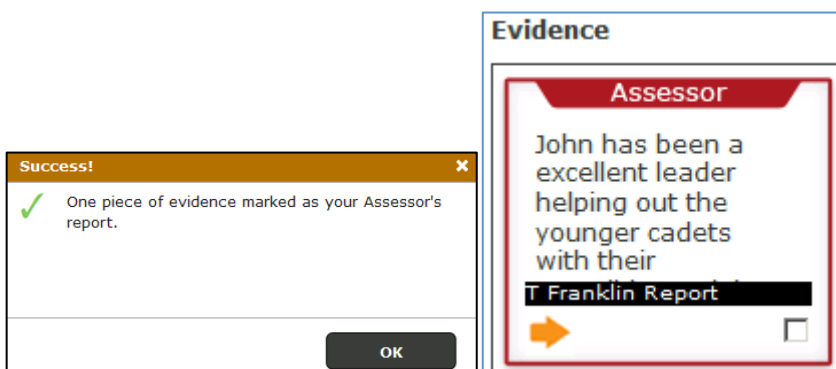 Success!
One piece of evidence marked as your Assessor's
report.
OK
Evidence
Assessor
John has been a
excellent leader
helping out the
younger cadets
with their
T Franklin Report